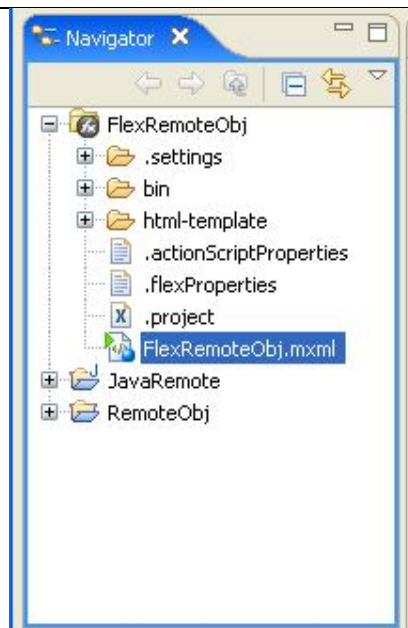 Navigator
FlexRemoteObj
.settings
bin
html-template
.actionScriptProperties
.flexProperties
.project
FlexRemoteObj.mxml
JavaRemote
RemoteObj